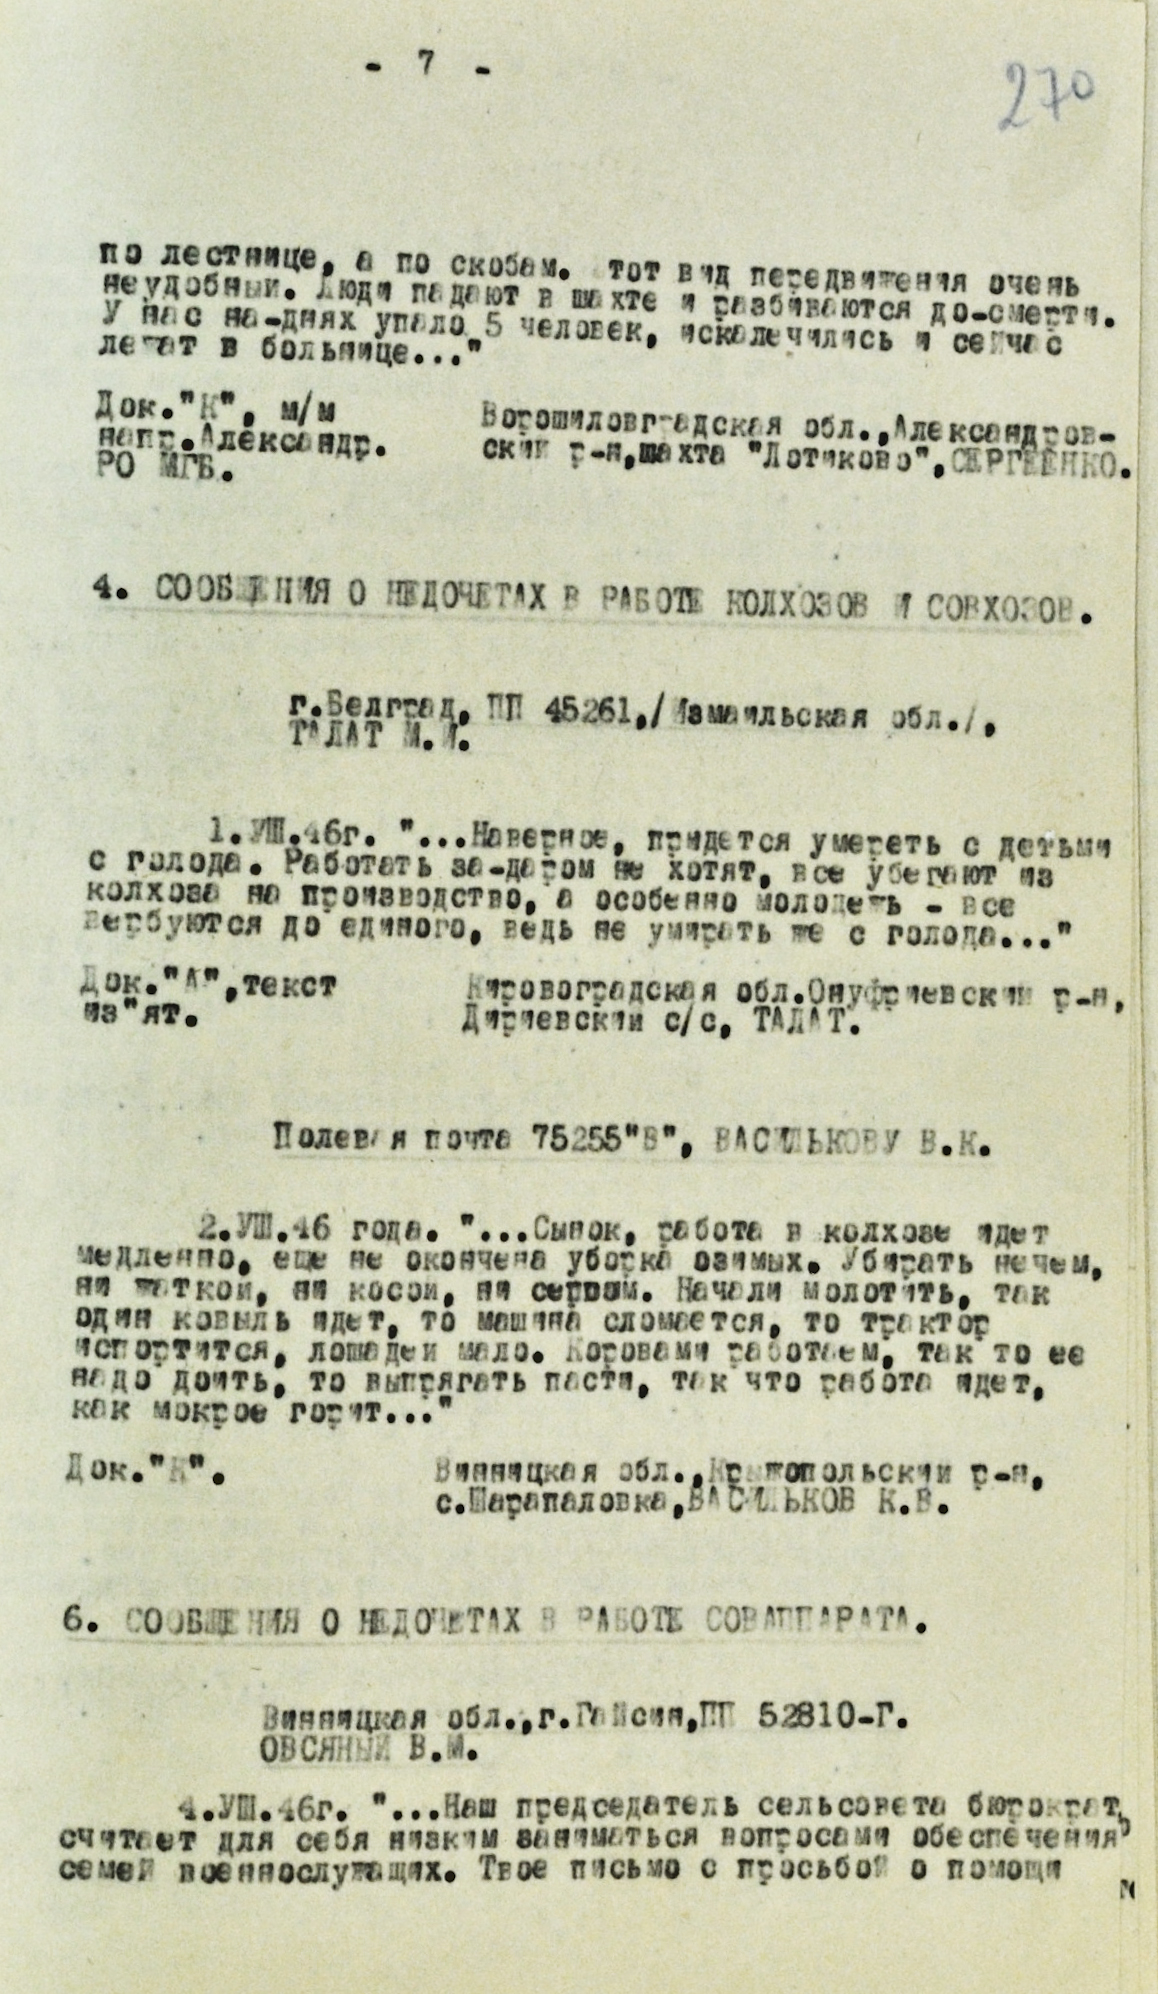 - 7 -
270
по лестнице, а по скобам. тот вид передвижения очень
неудобный. Люди падают в шахте и разбиваются до-смерти.
У нас на-днях упало 5 человек, искалечились и сейчас
лежат в больнице..."
Док."К", м/м
напр.Александр.
РО МГБ.
Ворошиловградская обл.,Александров-
ский р-н,шахта "Лотиково",СЕРГЕЕНКО.
4. СООБЩЕНИЯ О НЕДОЧЕТАХ В РАБОТЕ КОЛХОЗОВ И СОВХОЗОВ.
г.Белград, ПП 45261,/Измаильская обл./,
ТАЛАТ М.И.
1.УШ.46г. "...Наверное, придется умереть с детьми
с голода. Работать за-даром не хотят, все убегают из
колхоза на производство, а особенно молодежь - все
вербуются до единого, ведь не умирать же с голода..."
Док."А",текст
из"ят.
Кировоградская обл.Онуфриевский р-н,
Дириевский с/с, ТАЛАТ.
Полевая почта 75255"В", ВАСИЛЬКОВУ В.К.
2.УШ.46 года. "...Сынок, работа в колхозе идет
медленно, еще не окончена уборка озимых. Убирать нечем,
ни жаткой, ни косой, ни серпом. Начали молотить, так
один ковыль идет, то машина сломается, то трактор
испортится, лошадей мало. Коровами работаем, так то ее
надо доить, то выпрягать пасти, так что работа идет,
как мокрое горит..."
Док."К".
Винницкая обл.,Крыжопольский р-н,
с.Шарапаловка,ВАСИЛЬКОВ К.В.
6. СООБЩЕНИЯ О НЕДОЧЕТАХ В РАБОТЕ СОВАППАРАТА.
Винницкая обл.,г.Гайсин,ПП 52810-Г.
ОВСЯНЫЙ В.М.
4.УШ.46г. "...Наш председатель сельсовета бюрократ,
считает для себя низким заниматься вопросами обеспечения
семей военнослужащих. Твое письмо с просьбой о помощи